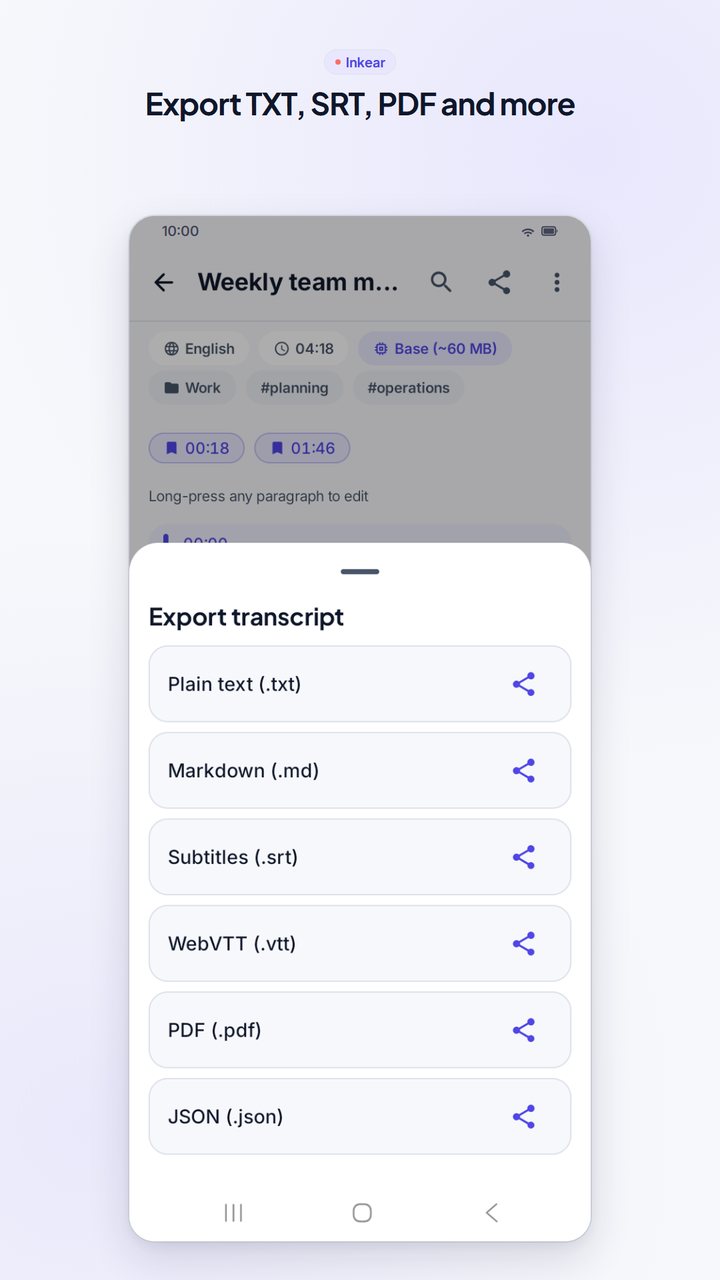 Inkear
Export TXT, SRT, PDF and more
10:00
Weekly team m...
English
04:18
Base (~60 MB)
Work
#planning
#operations
00:18
01:46
Long-press any paragraph to edit
00:00
Export transcript
Plain text (.txt)
Markdown (.md)
Subtitles (.srt)
WebVTT (.vtt)
PDF (.pdf)
JSON (.json)